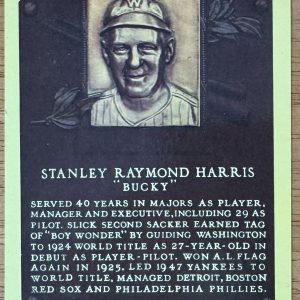 W
STANLEY RAYMOND HARRIS
"BUCKY"
SERVED 40 YEARS IN MAJORS AS PLAYER,
MANAGER AND EXECUTIVE, INCLUDING 29 AS
PILOT. SLICK SECOND SACKER EARNED TAG
OF "BOY WONDER" BY GUIDING WASHINGTON
TO 1924 WORLD TITLE AS 27-YEAR-OLD IN
DEBUT AS PLAYER-PILOT. WON A.L. FLAG
AGAIN IN 1925, LED 1947 YANKEES TO
WORLD TITLE, MANAGED DETROIT, BOSTON
RED SOX AND PHILADELPHIA PHILLIES.